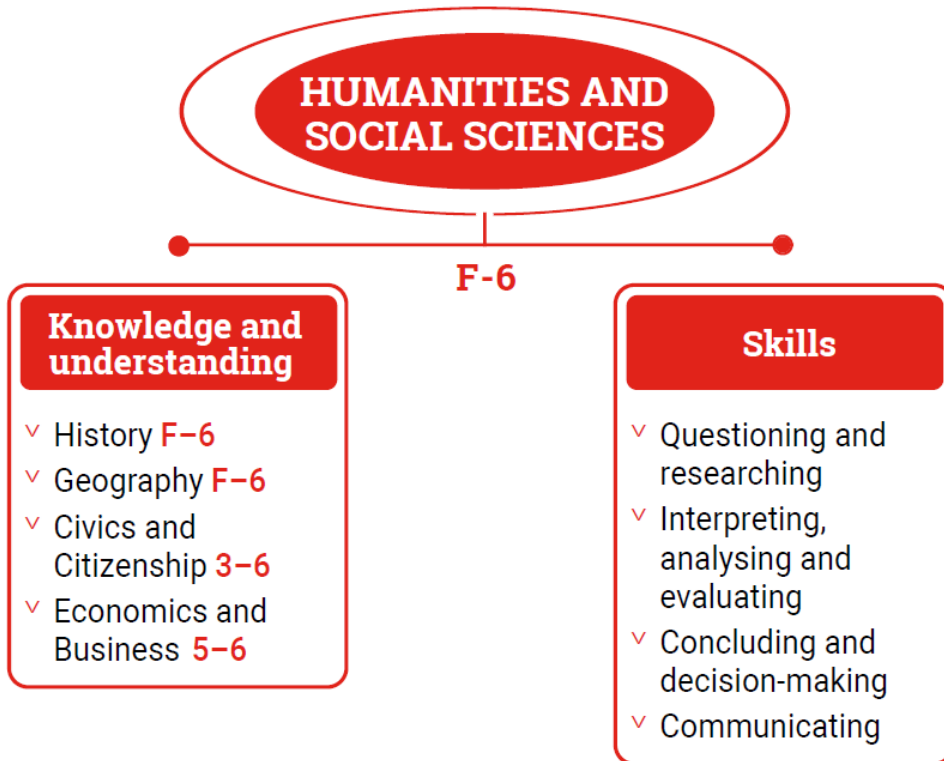 HUMANITIES AND
SOCIAL SCIENCES
F-6
Knowledge and
understanding
History F–6
Geography F–6
Civics and
Citizenship 3–6
Economics and
Business 5–6
Skills
Questioning and
researching
Interpreting,
analysing and
evaluating
Concluding and
decision-making
Communicating